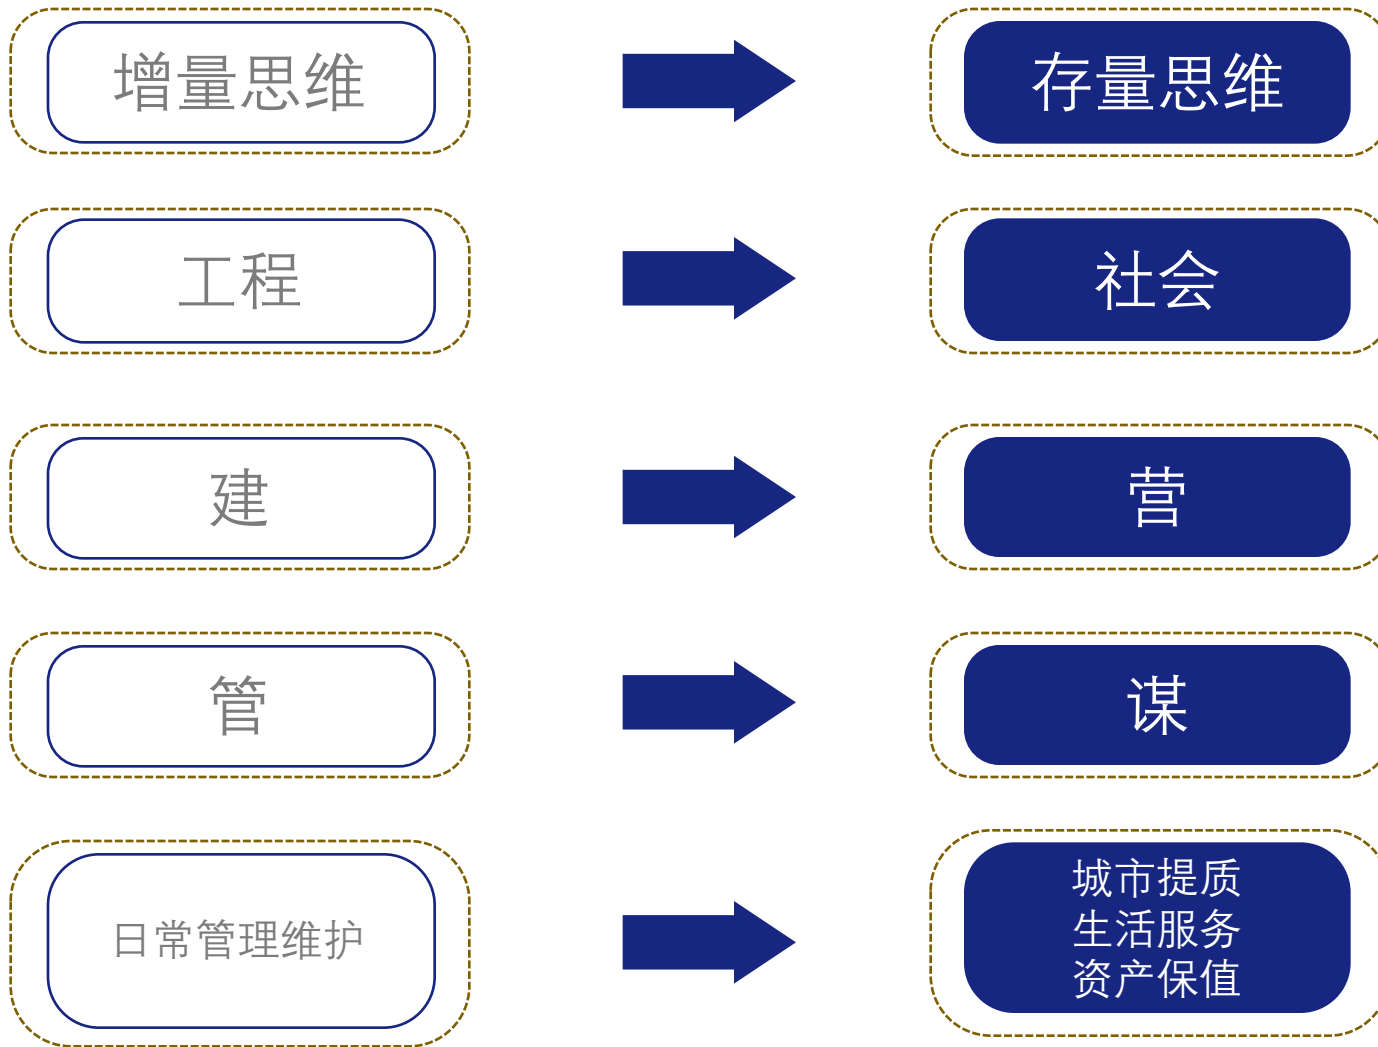 增量思维
存量思维
工程
社会
建
营
管
谋
日常管理维护
城市提质
生活服务
资产保值